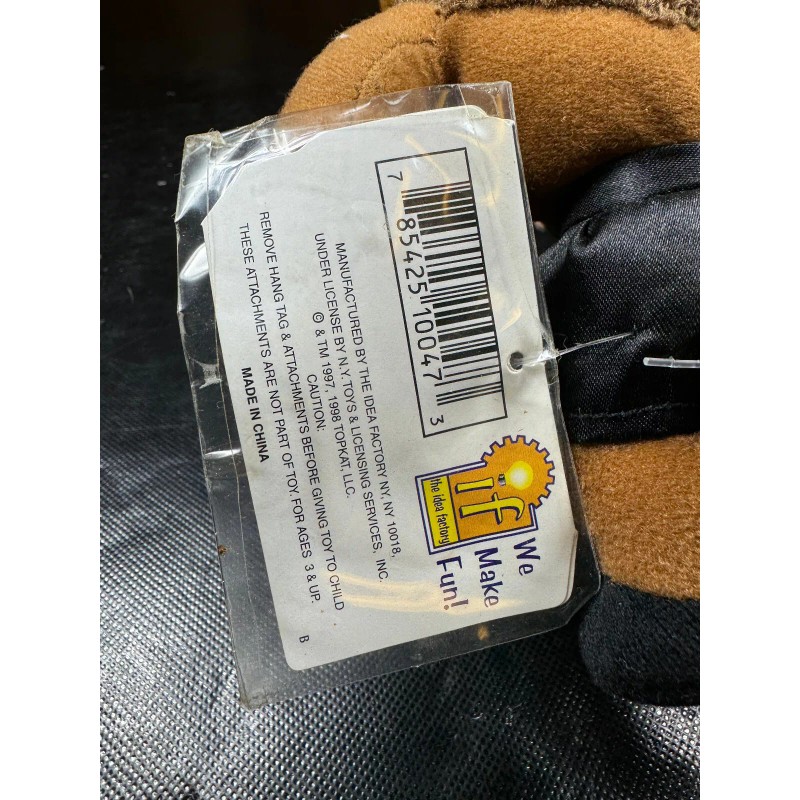 7 85425 10047 3
if
the idea factory
We
Make
Fun!
MANUFACTURED BY THE IDEA FACTORY NY, NY 10018,
UNDER LICENSE BY N.Y. TOYS & LICENSING SERVICES, INC.
© & TM 1997, 1998 TOPKAT, LLC.
CAUTION:
REMOVE HANG TAG & ATTACHMENTS BEFORE GIVING TOY TO CHILD
THESE ATTACHMENTS ARE NOT PART OF TOY. FOR AGES 3 & UP.
MADE IN CHINA
B